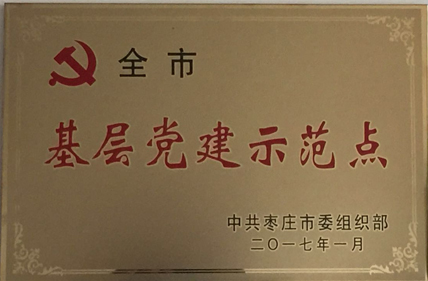 全市
基层党建示范点
中共枣庄市委组织部
二〇一七年一月